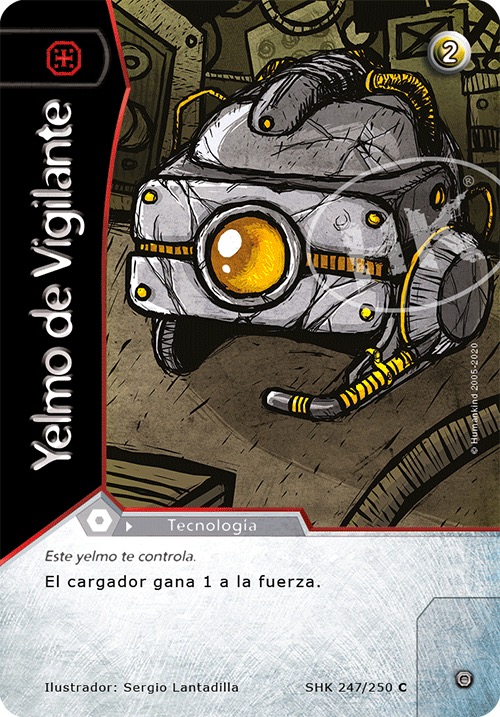 2
Yelmo de Vigilante
®
© Humankind 2005-2020
Tecnología
Este yelmo te controla.
El cargador gana 1 a la fuerza.
Ilustrador: Sergio Lantadilla
SHK 247/250 C